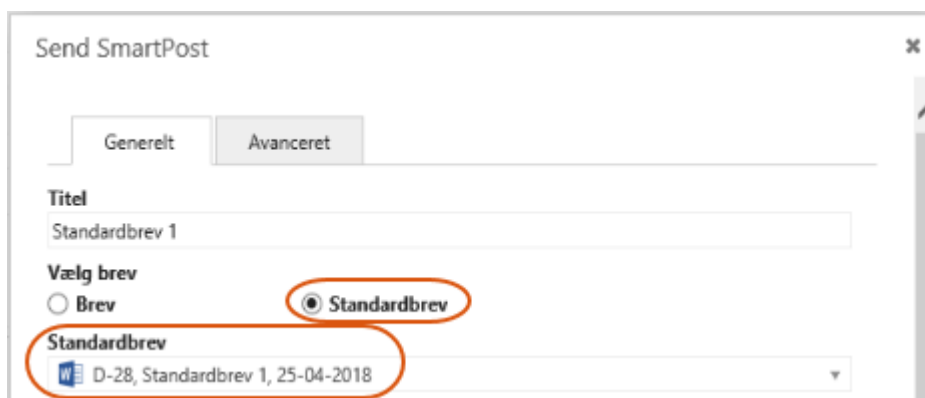 Send SmartPost
Generelt Avanceret
Titel
Standardbrev 1
Vælg brev
Brev Standardbrev
Standardbrev
D-28, Standardbrev 1, 25-04-2018